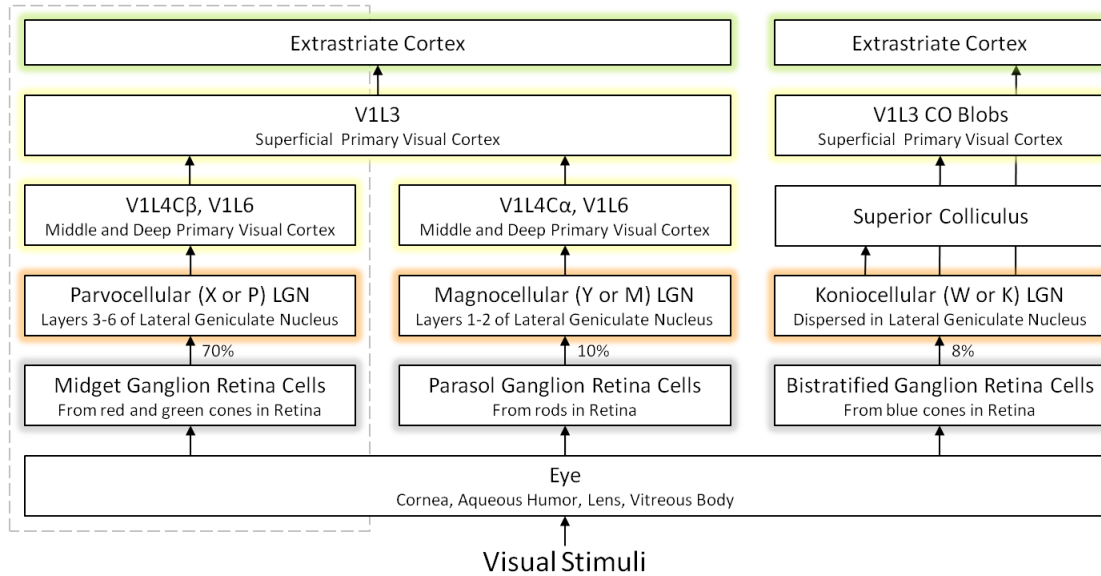 Extrastriate Cortex
Extrastriate Cortex
V1L3
Superficial Primary Visual Cortex
V1L3 CO Blobs
Superficial Primary Visual Cortex
V1L4Cβ, V1L6
Middle and Deep Primary Visual Cortex
V1L4Cα, V1L6
Middle and Deep Primary Visual Cortex
Superior Colliculus
Parvocellular (X or P) LGN
Layers 3-6 of Lateral Geniculate Nucleus
Magnocellular (Y or M) LGN
Layers 1-2 of Lateral Geniculate Nucleus
Koniocellular (W or K) LGN
Dispersed in Lateral Geniculate Nucleus
70%
10%
8%
Midget Ganglion Retina Cells
From red and green cones in Retina
Parasol Ganglion Retina Cells
From rods in Retina
Bistratified Ganglion Retina Cells
From blue cones in Retina
Eye
Cornea, Aqueous Humor, Lens, Vitreous Body
Visual Stimuli